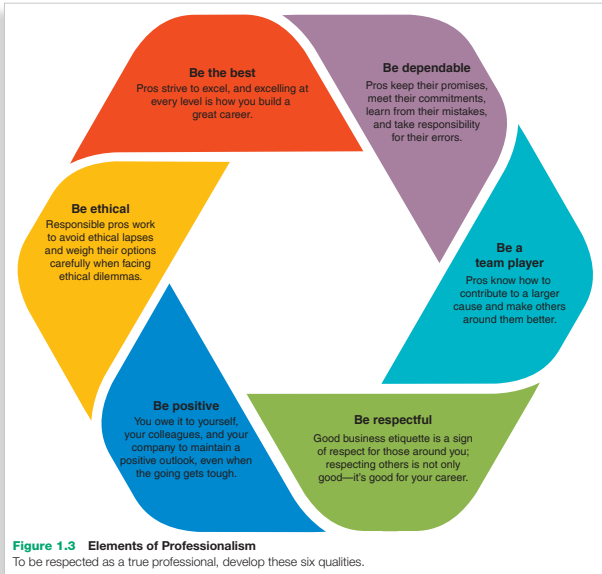 Be the best
Pros strive to excel, and excelling at
every level is how you build a
great career.
Be dependable
Pros keep their promises,
meet their commitments,
learn from their mistakes,
and take responsibility
for their errors.
Be a
team player
Pros know how to
contribute to a larger
cause and make others
around them better.
Be respectful
Good business etiquette is a sign
of respect for those around you;
respecting others is not only
good—it's good for your career.
Be positive
You owe it to yourself,
your colleagues, and your
company to maintain a
positive outlook, even when
the going gets tough.
Be ethical
Responsible pros work
to avoid ethical lapses
and weigh their options
carefully when facing
ethical dilemmas.
Figure 1.3 Elements of Professionalism
To be respected as a true professional, develop these six qualities.